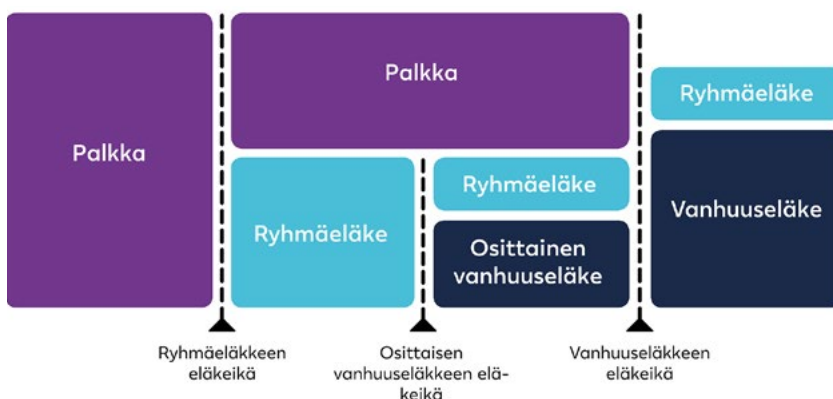 Palkka
Palkka
Ryhmäeläke
Ryhmäeläke
Osittainen
vanhuuseläke
Ryhmäeläke
Vanhuuseläke
Ryhmäeläkkeen
eläkeikä
Osittaisen
vanhuuseläkkeen elä-
keikä
Vanhuuseläkkeen
eläkeikä